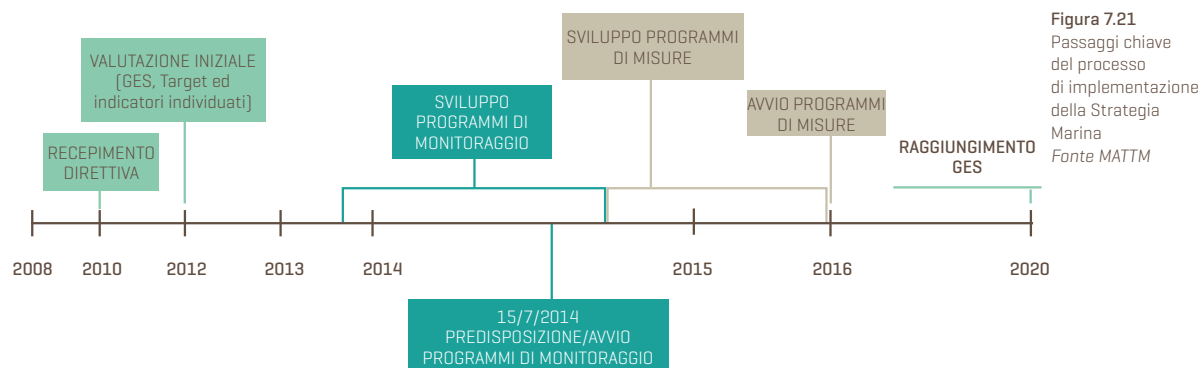 VALUTAZIONE INIZIALE
(GES, Target ed
indicatori individuati)
RECEPIMENTO
DIRETTIVA
SVILUPPO
PROGRAMMI DI
MONITORAGGIO
SVILUPPO PROGRAMMI
DI MISURE
AVVIO PROGRAMMI
DI MISURE
RAGGIUNGIMENTO
GES
Figura 7.21
Passaggi chiave
del processo
di implementazione
della Strategia
Marina
Fonte MATTM
2008 2010 2012 2013 2014 2015 2016 2020
15/7/2014
PREDISPOSIZIONE/AVVIO
PROGRAMMI DI MONITORAGGIO